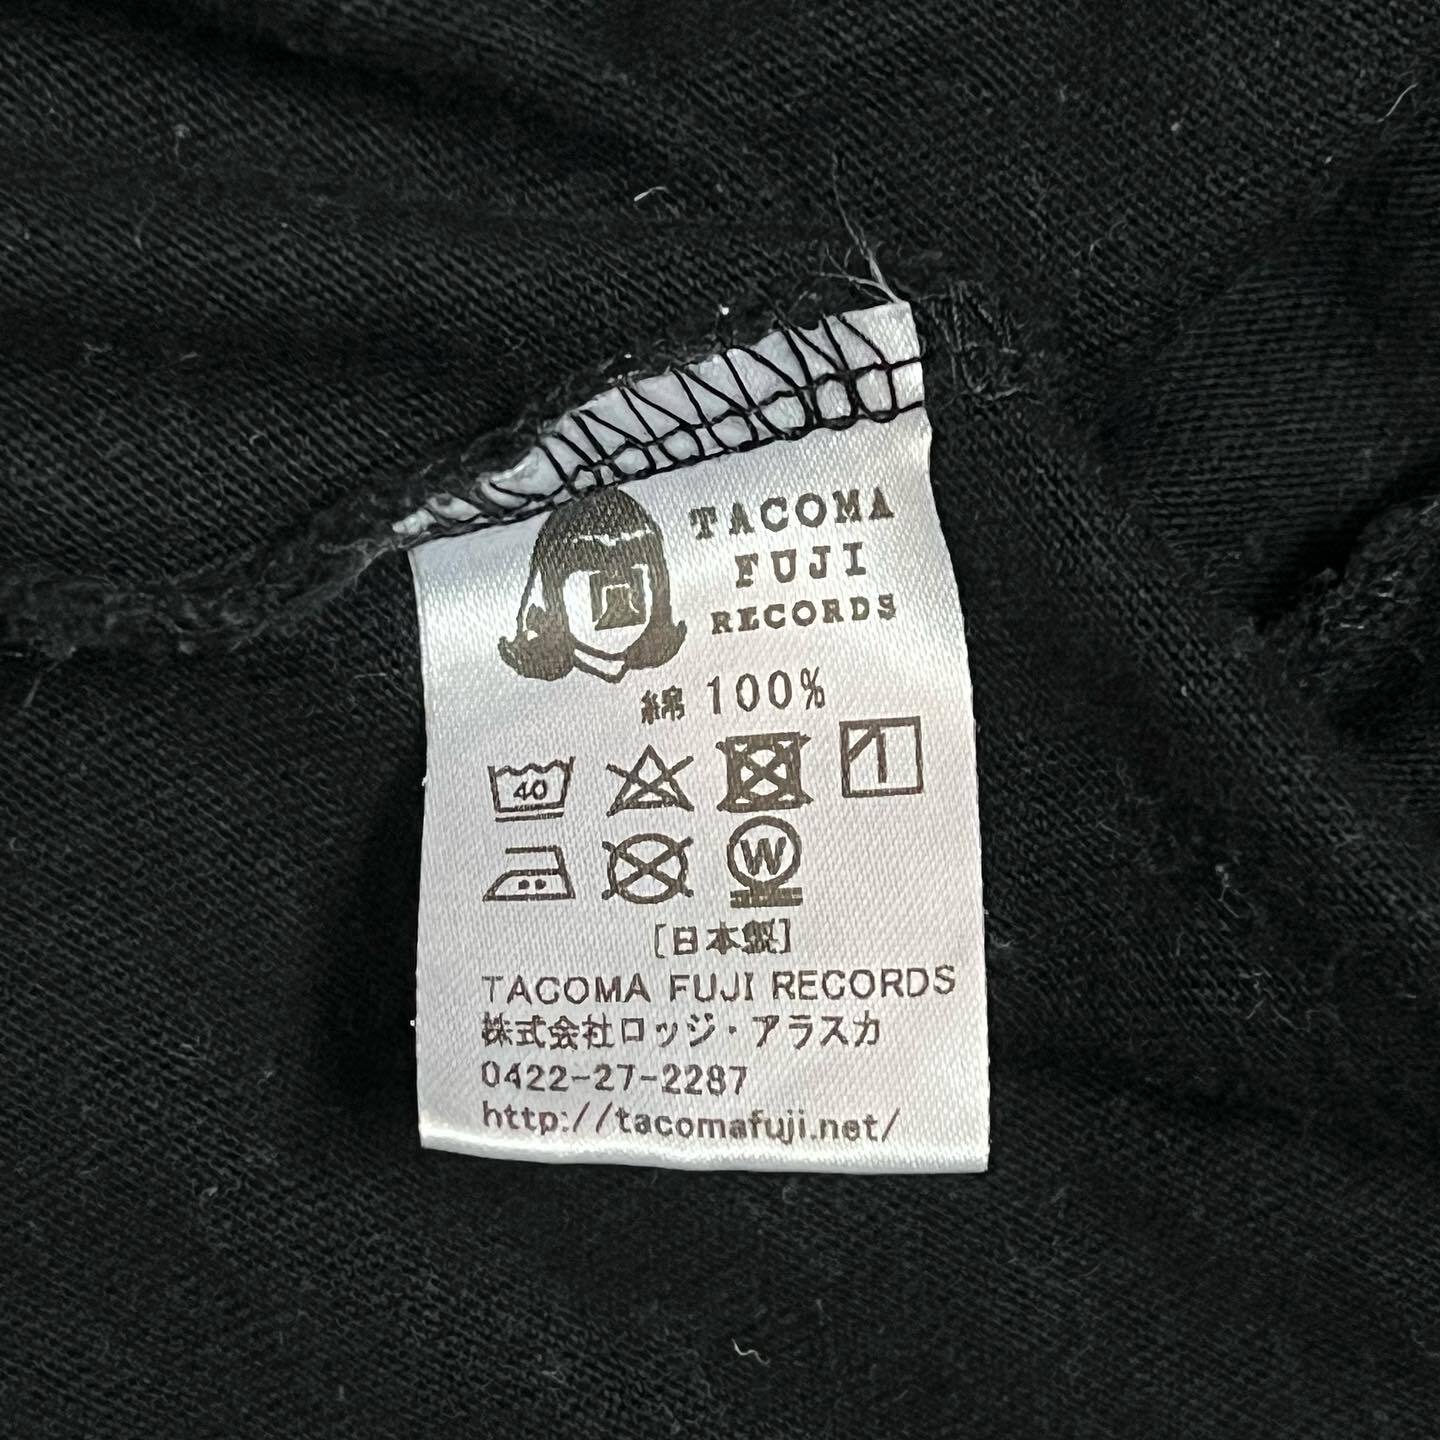 TACOMA
FUJI
RECORDS
綿 100%
40
W
[日本製]
TACOMA FUJI RECORDS
株式会社ロッジ・アラスカ
0422-27-2287
http://tacomafuji.net/